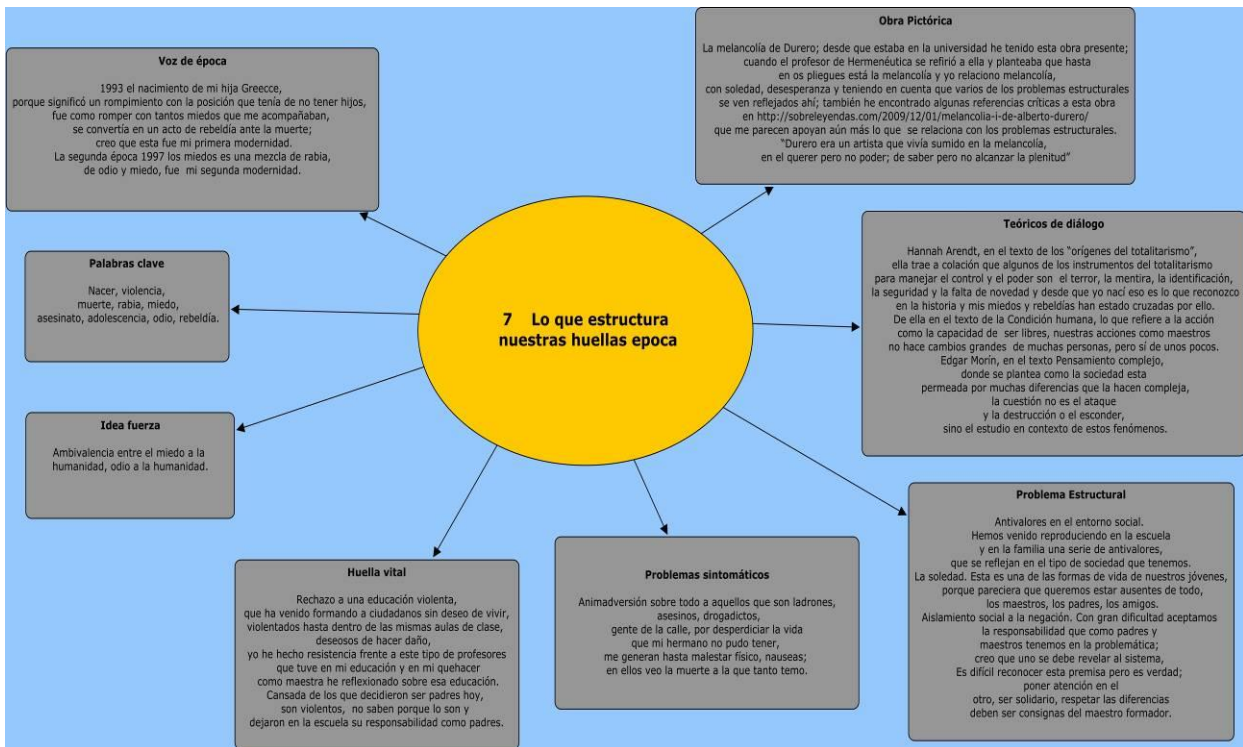 Voz de época
1993 el nacimiento de mi hija Greecce,
porque significó un rompimiento con la posición que tenía de no tener hijos,
fue como romper con tantos miedos que me acompañaban,
se convertía en un acto de rebeldía ante la muerte;
creo que esta fue mi primera modernidad.
La segunda época 1997 los miedos es una mezcla de rabia,
de odio y miedo, fue mi segunda modernidad.
Obra Pictórica
La melancolía de Durero; desde que estaba en la universidad he tenido esta obra presente;
cuando el profesor de Hermenéutica se refirió a ella y planteaba que hasta
en os pliegues está la melancolía y yo relaciono melancolía,
con soledad, desesperanza y teniendo en cuenta que varios de los problemas estructurales
se ven reflejados ahí; también he encontrado algunas referencias críticas a esta obra
en http://sobreleyendas.com/2009/12/01/melancolia-i-de-alberto-durero/
que me parecen apoyan aún más lo que se relaciona con los problemas estructurales.
"Durero era un artista que vivía sumido en la melancolía,
en el querer pero no poder; de saber pero no alcanzar la plenitud"
Palabras clave
Nacer, violencia,
muerte, rabia, miedo,
asesinato, adolescencia, odio, rebeldía.
7 Lo que estructura
nuestras huellas epoca
Teóricos de diálogo
Hannah Arendt, en el texto de los "orígenes del totalitarismo",
ella trae a colación que algunos de los instrumentos del totalitarismo
para manejar el control y el poder son el terror, la mentira, la identificación,
la seguridad y la falta de novedad y desde que yo nací eso es lo que reconozco
en la historia y mis miedos y rebeldías han estado cruzadas por ello.
De ella en el texto de la Condición humana, lo que refiere a la acción
como la capacidad de ser libres, nuestras acciones como maestros
no hace cambios grandes de muchas personas, pero sí de unos pocos.
Edgar Morín, en el texto Pensamiento complejo,
donde se plantea como la sociedad esta
permeada por muchas diferencias que la hacen compleja,
la cuestión no es el ataque
y la destrucción o el esconder,
sino el estudio en contexto de estos fenómenos.
Idea fuerza
Ambivalencia entre el miedo a la
humanidad, odio a la humanidad.
Huella vital
Rechazo a una educación violenta,
que ha venido formando a ciudadanos sin deseo de vivir,
violentados hasta dentro de las mismas aulas de clase,
deseosos de hacer daño,
yo he hecho resistencia frente a este tipo de profesores
que tuve en mi educación y en mi quehacer
como maestra he reflexionado sobre esa educación.
Cansada de los que decidieron ser padres hoy,
son violentos, no saben porque lo son y
dejaron en la escuela su responsabilidad como padres.
Problemas sintomáticos
Animadversión sobre todo a aquellos que son ladrones,
asesinos, drogadictos,
gente de la calle, por desperdiciar la vida
que mi hermano no pudo tener,
me generan hasta malestar físico, nauseas;
en ellos veo la muerte a la que tanto temo.
Problema Estructural
Antivalores en el entorno social.
Hemos venido reproduciendo en la escuela
y en la familia una serie de antivalores,
que se reflejan en el tipo de sociedad que tenemos.
La soledad. Esta es una de las formas de vida de nuestros jóvenes,
porque pareciera que queremos estar ausentes de todo,
los maestros, los padres, los amigos.
Aislamiento social a la negación. Con gran dificultad aceptamos
la responsabilidad que como padres y
maestros tenemos en la problemática;
creo que uno se debe revelar al sistema,
Es difícil reconocer esta premisa pero es verdad;
poner atención en el
otro, ser solidario, respetar las diferencias
deben ser consignas del maestro formador.